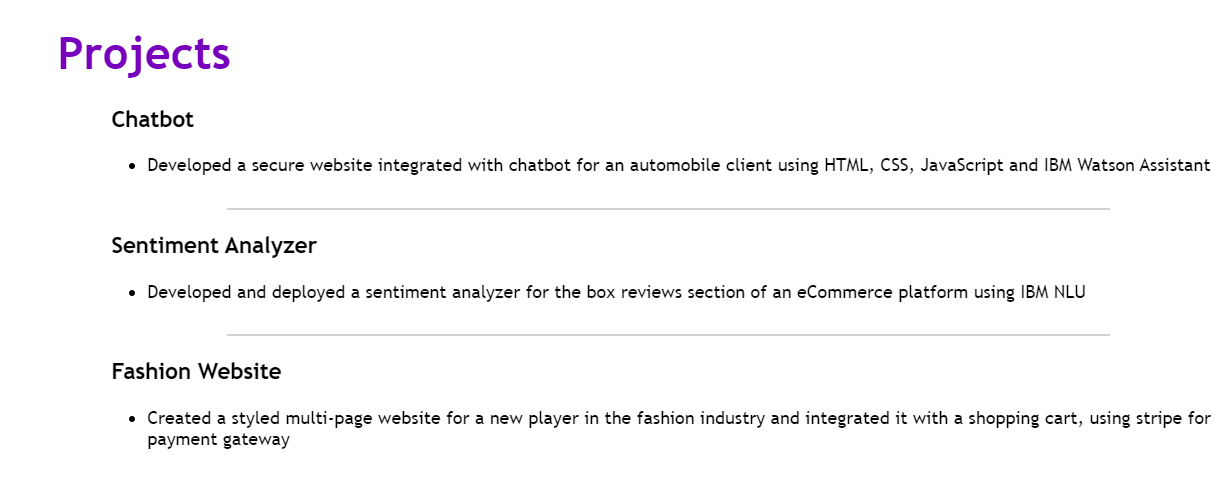 Projects
Chatbot
• Developed a secure website integrated with chatbot for an automobile client using HTML, CSS, JavaScript and IBM Watson Assistant
Sentiment Analyzer
• Developed and deployed a sentiment analyzer for the box reviews section of an eCommerce platform using IBM NLU
Fashion Website
• Created a styled multi-page website for a new player in the fashion industry and integrated it with a shopping cart, using stripe for
payment gateway